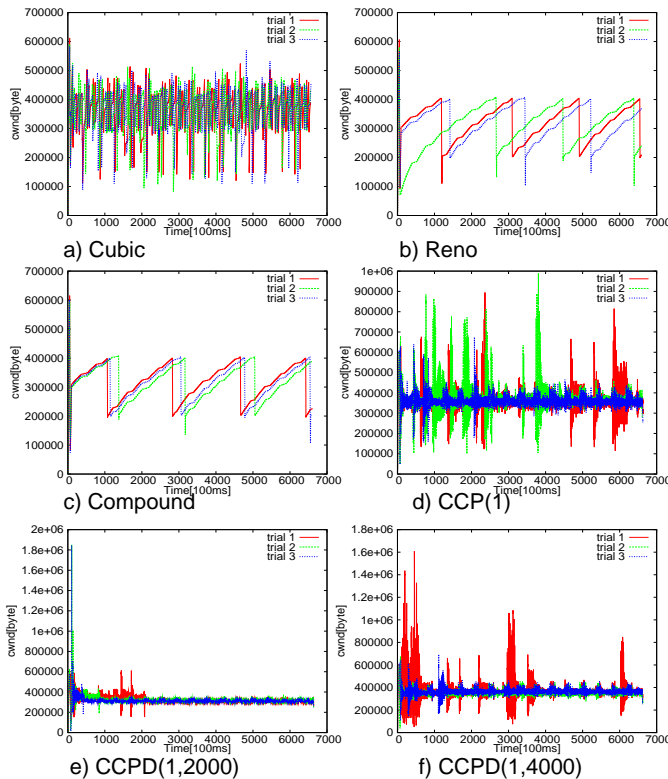 700000
600000
500000
400000
300000
200000
100000
0
cwnd[byte]
trial 1
trial 2
trial 3
0 1000 2000 3000 4000 5000 6000 7000
Time[100ms]
a) Cubic
700000
600000
500000
400000
300000
200000
100000
0
cwnd[byte]
trial 1
trial 2
trial 3
0 1000 2000 3000 4000 5000 6000 7000
Time[100ms]
b) Reno
700000
600000
500000
400000
300000
200000
100000
0
cwnd[byte]
trial 1
trial 2
trial 3
0 1000 2000 3000 4000 5000 6000 7000
Time[100ms]
c) Compound
1e+06
900000
800000
700000
600000
500000
400000
300000
200000
100000
0
cwnd[byte]
trial 1
trial 2
trial 3
0 1000 2000 3000 4000 5000 6000 7000
Time[100ms]
d) CCP(1)
2e+06
1.8e+06
1.6e+06
1.4e+06
1.2e+06
1e+06
800000
600000
400000
200000
0
cwnd[byte]
trial 1
trial 2
trial 3
0 1000 2000 3000 4000 5000 6000 7000
Time[100ms]
e) CCPD(1,2000)
1.8e+06
1.6e+06
1.4e+06
1.2e+06
1e+06
800000
600000
400000
200000
0
cwnd[byte]
trial 1
trial 2
trial 3
0 1000 2000 3000 4000 5000 6000 7000
Time[100ms]
f) CCPD(1,4000)